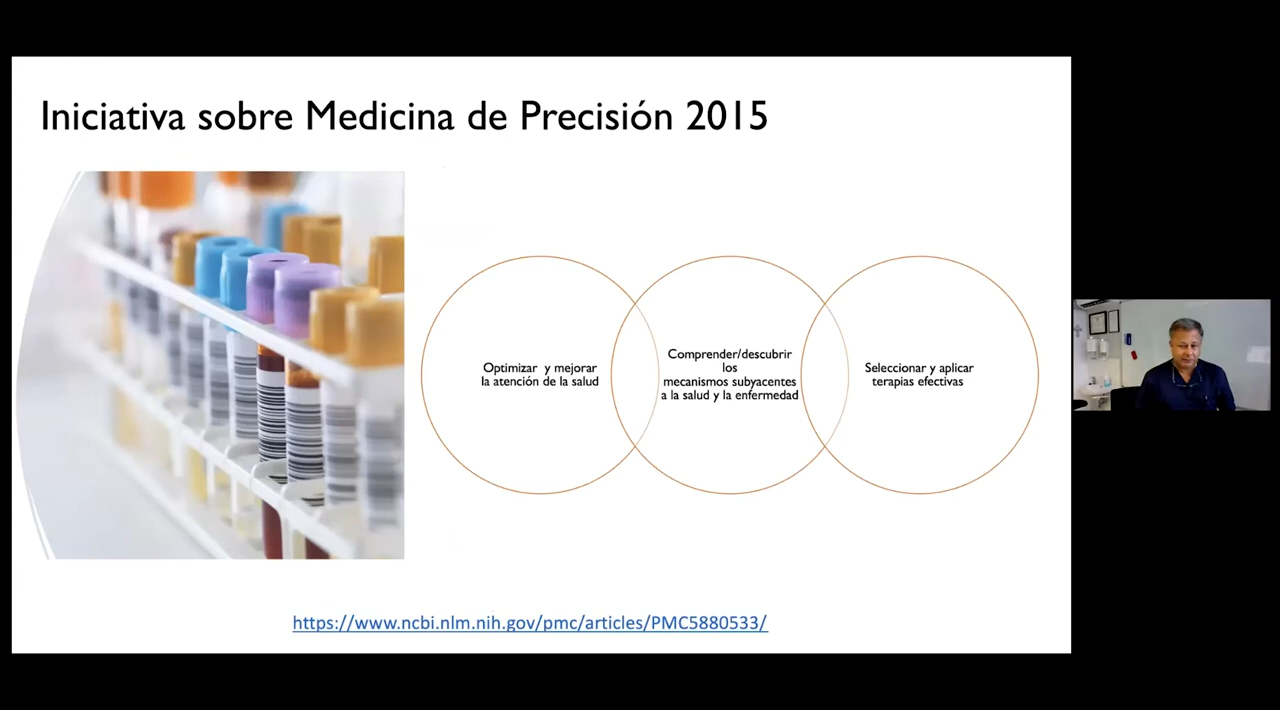 Iniciativa sobre Medicina de Precisión 2015
Optimizar y mejorar
la atención de la salud
Comprender/descubrir
los
mecanismos subyacentes
a la salud y la enfermedad
Seleccionar y aplicar
terapias efectivas
https://www.ncbi.nlm.nih.gov/pmc/articles/PMC5880533/